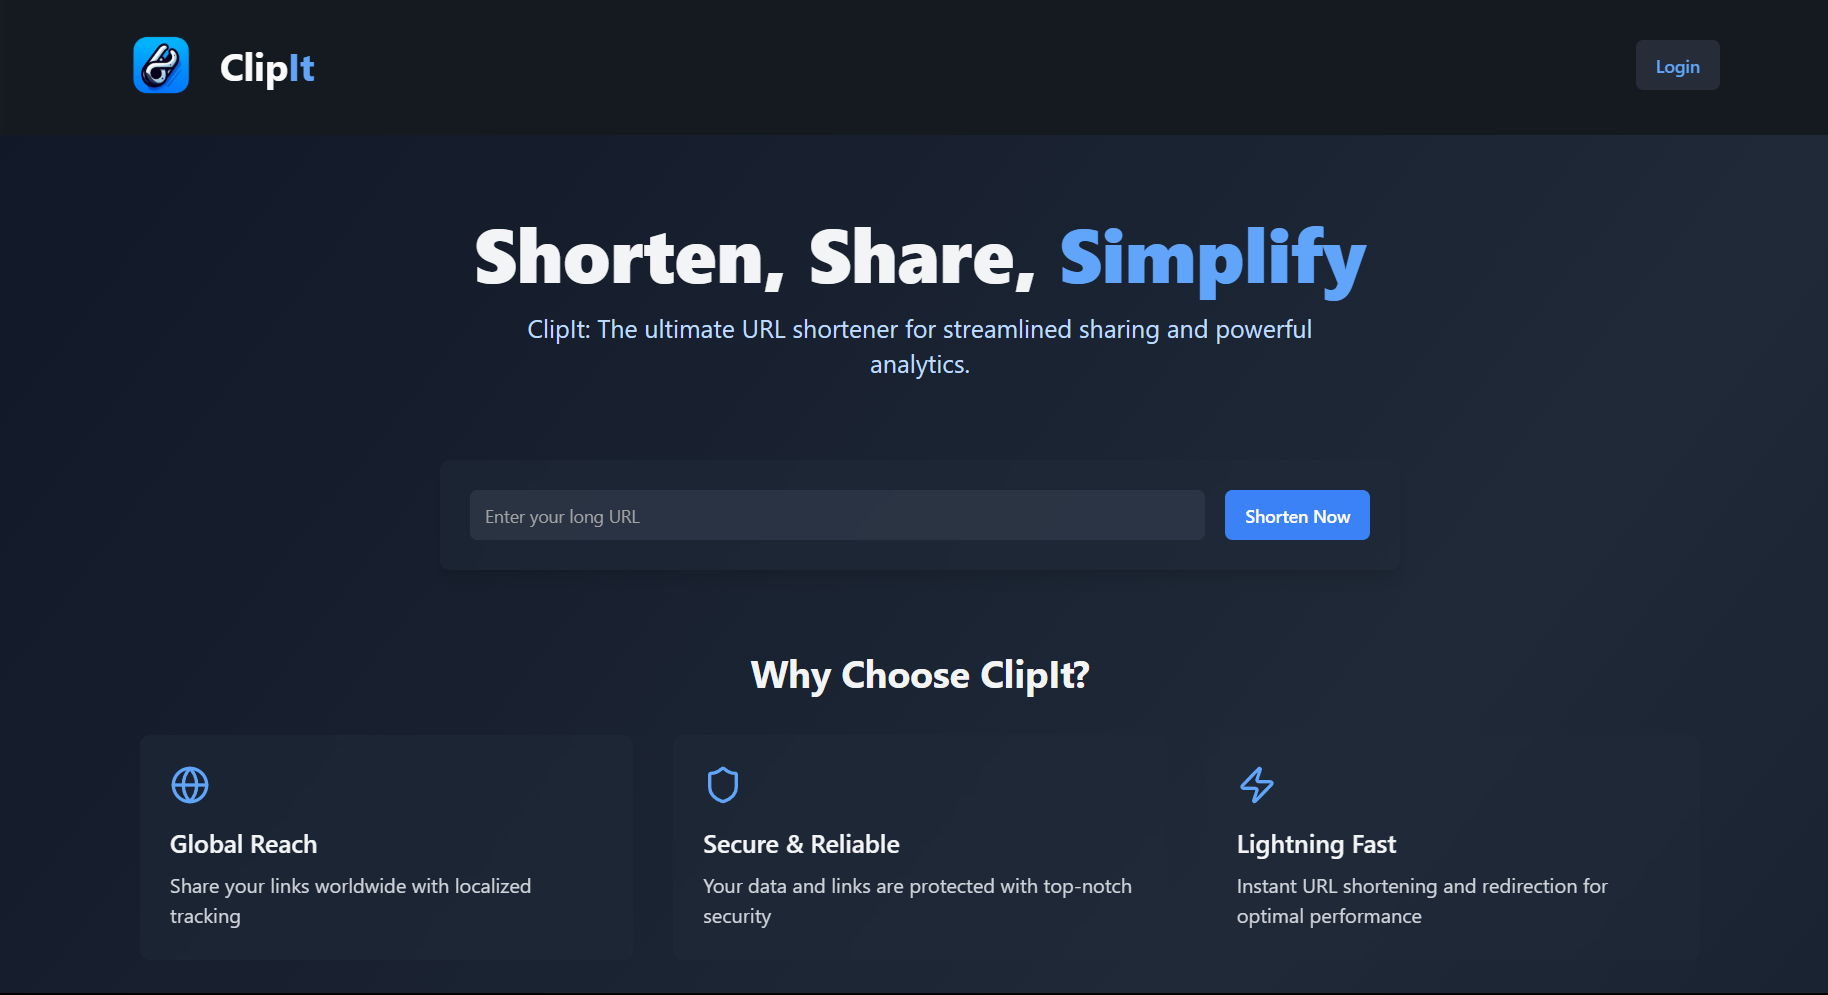 ClipIt
Login
Shorten, Share, Simplify
ClipIt: The ultimate URL shortener for streamlined sharing and powerful
analytics.
Enter your long URL
Shorten Now
Why Choose ClipIt?
Global Reach
Share your links worldwide with localized
tracking
Secure & Reliable
Your data and links are protected with top-notch
security
Lightning Fast
Instant URL shortening and redirection for
optimal performance